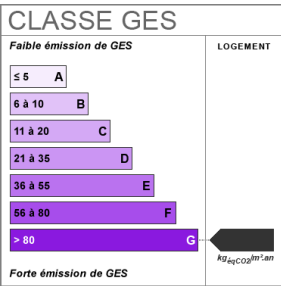 CLASSE GES
Faible émission de GES
LOGEMENT
≤ 5 A
6 à 10 B
11 à 20 C
21 à 35 D
36 à 55 E
56 à 80 F
> 80 G
kgéqCO2/m².an
Forte émission de GES